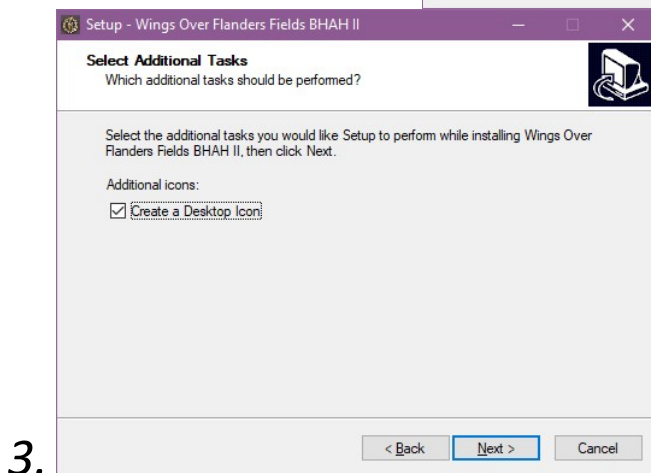 Setup - Wings Over Flanders Fields BHAH II
Select Additional Tasks
Which additional tasks should be performed?
Select the additional tasks you would like Setup to perform while installing Wings Over
Flanders Fields BHAH II, then click Next.
Additional icons:
Create a Desktop Icon
< Back Next > Cancel
3.